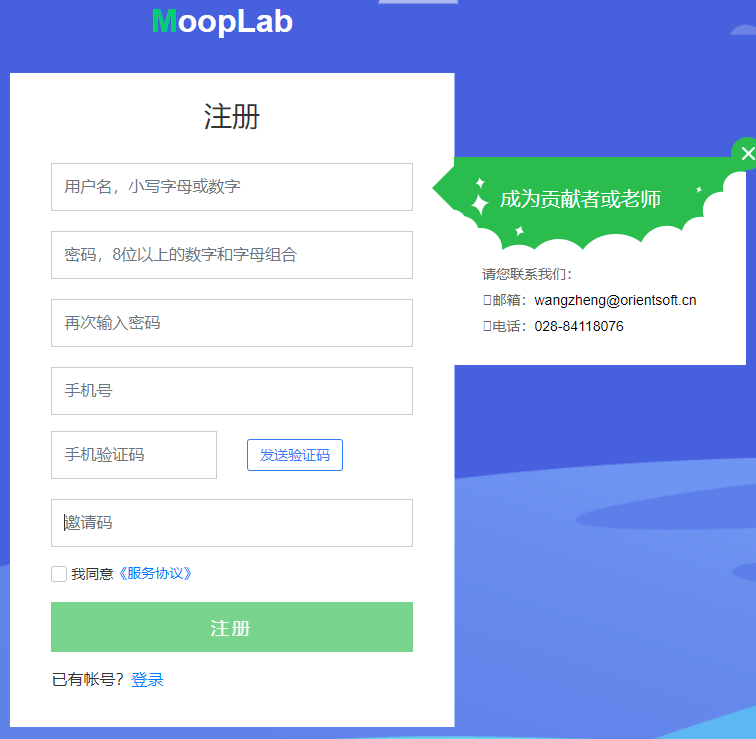 MoopLab
注册
用户名，小写字母或数字
密码，8位以上的数字和字母组合
再次输入密码
手机号
手机验证码 发送验证码
邀请码
我同意《服务协议》
注册
已有帐号？登录
成为贡献者或老师
请您联系我们：
邮箱：wangzheng@orientsoft.cn
电话：028-84118076